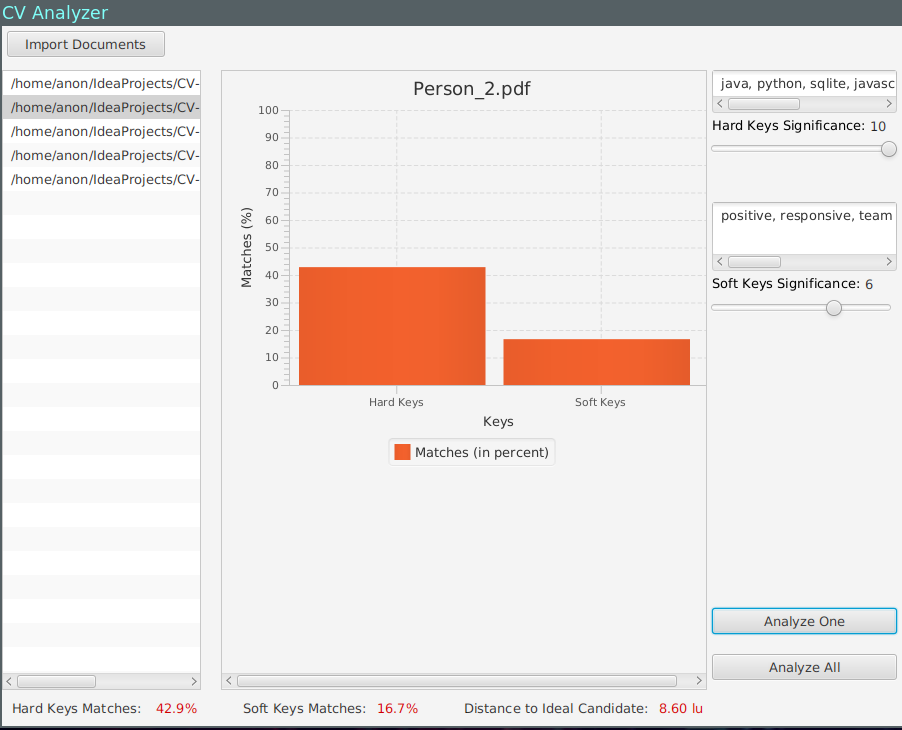 CV Analyzer
Import Documents
/home/anon/IdeaProjects/CV-
/home/anon/IdeaProjects/CV-
/home/anon/IdeaProjects/CV-
/home/anon/IdeaProjects/CV-
/home/anon/IdeaProjects/CV-
Person_2.pdf
100
90
80
70
60
50
40
30
20
10
0
Matches (%)
Hard Keys
Soft Keys
Keys
Matches (in percent)
java, python, sqlite, javasc
Hard Keys Significance: 10
positive, responsive, team
Soft Keys Significance: 6
Analyze One
Analyze All
Hard Keys Matches: 42.9%
Soft Keys Matches: 16.7%
Distance to Ideal Candidate: 8.60 lu